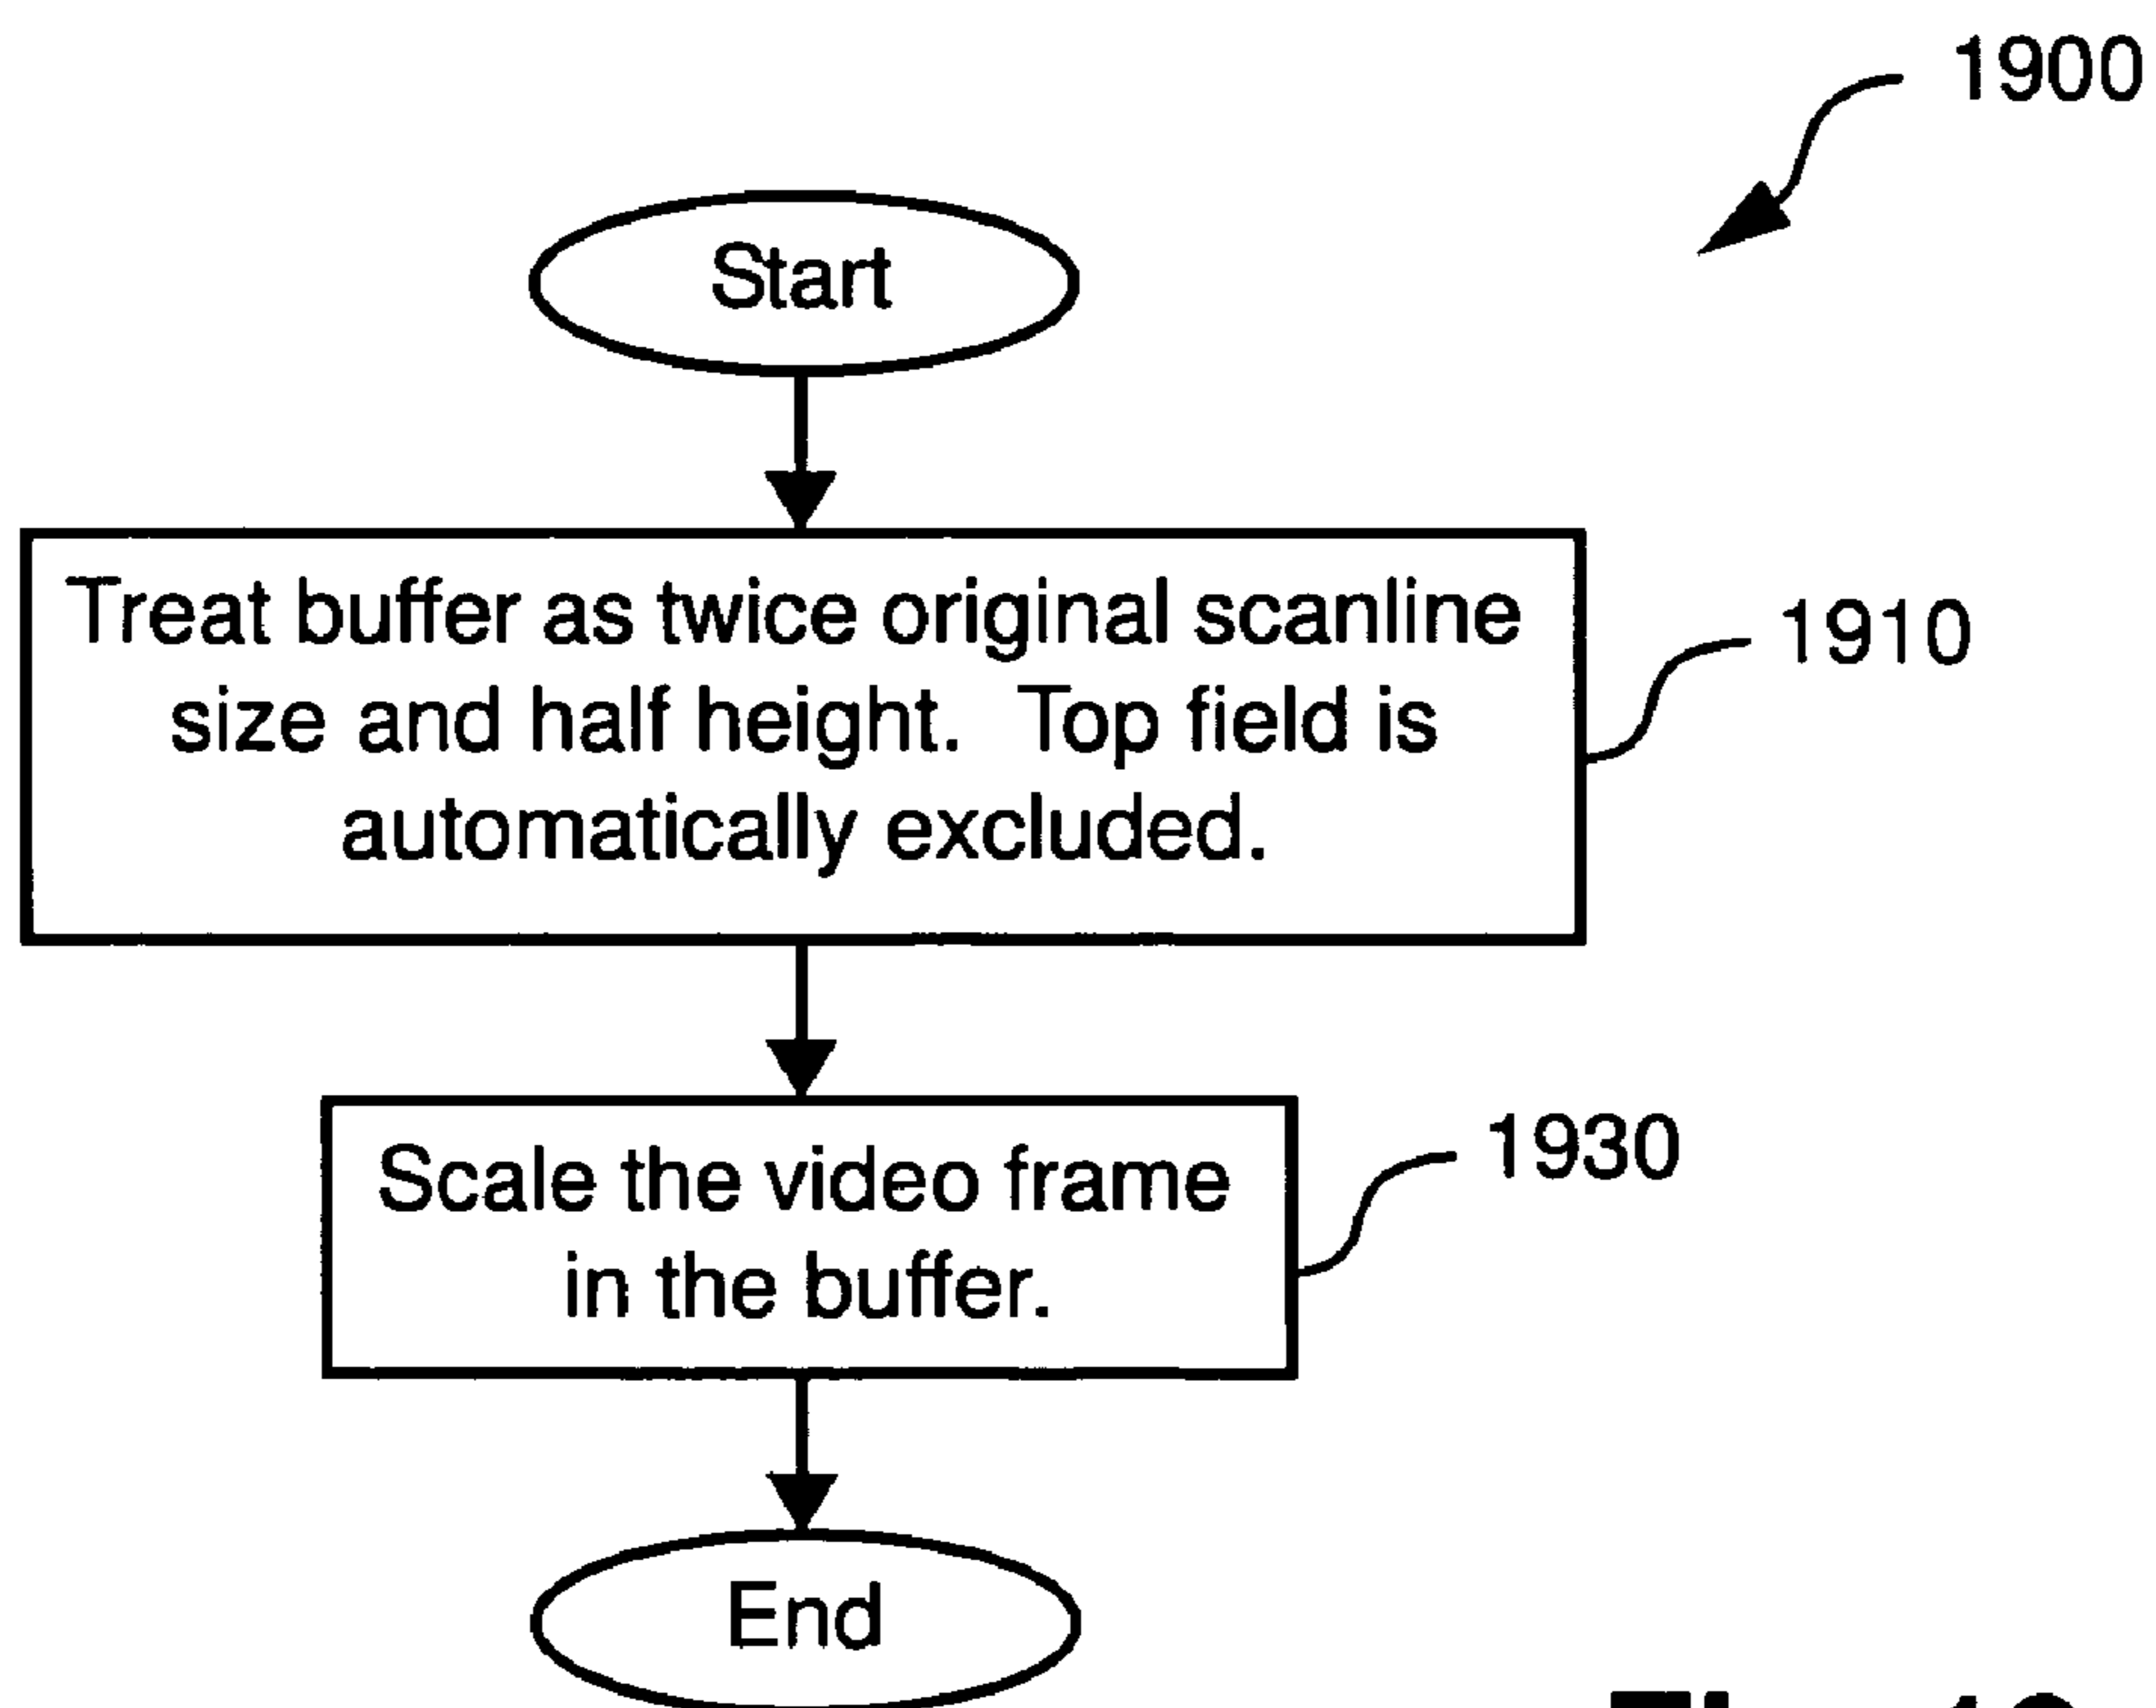 1900
Start
Treat buffer as twice original scanline
size and half height. Top field is
automatically excluded.
1910
Scale the video frame
in the buffer.
1930
End